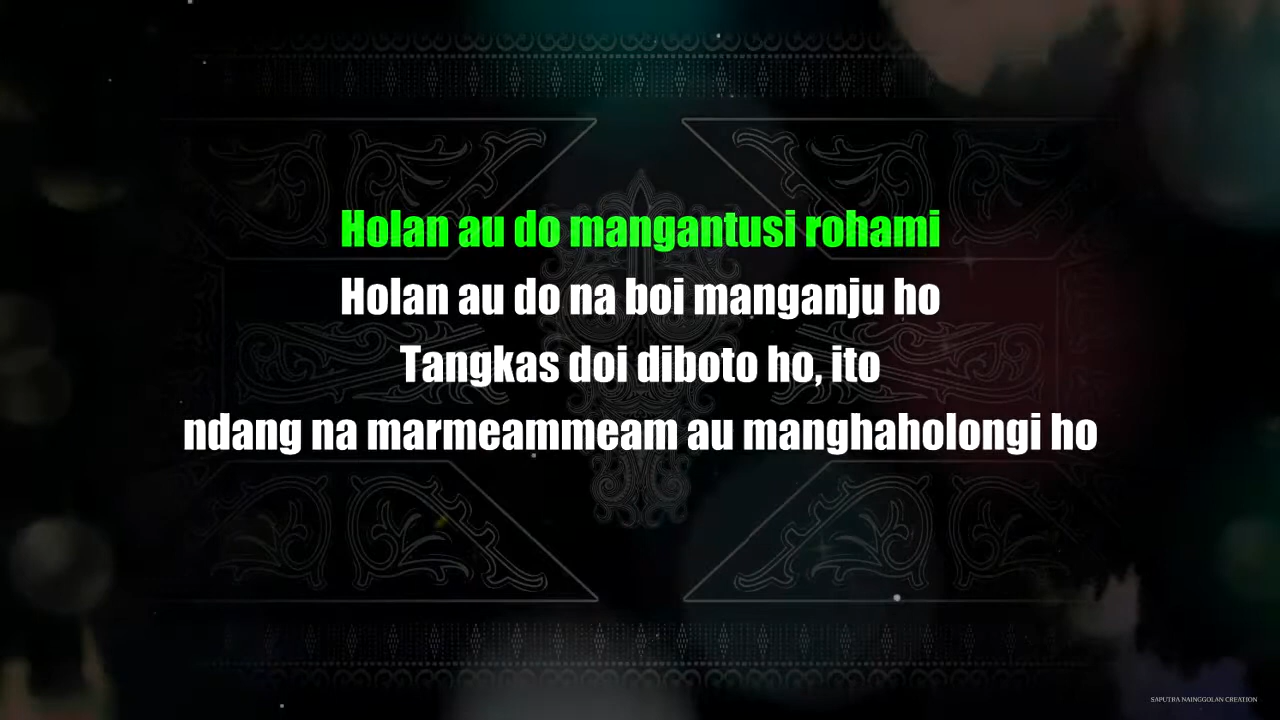 Holan au do mangantusi rohami
Holan au do na boi manganju ho
Tangkas doi diboto ho, ito
ndang na marmeammeam au manghaholongi ho
SAPUTRA NAINGGOLAN CREATION